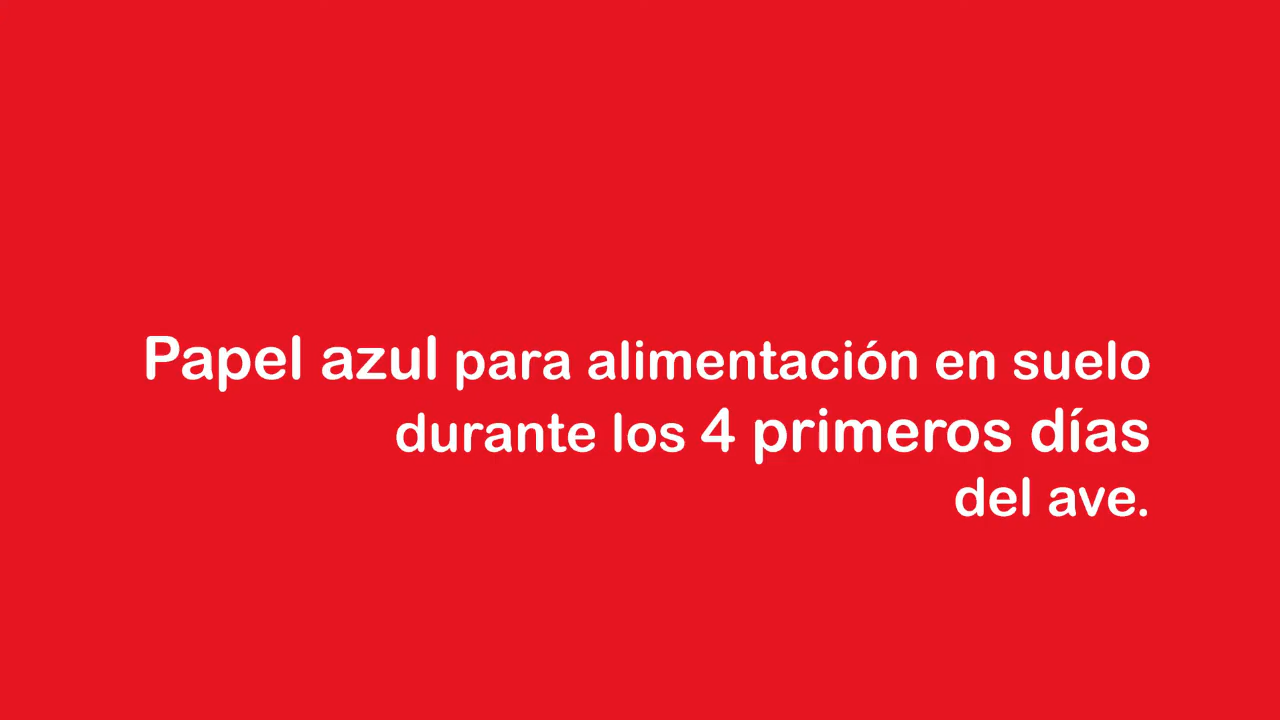 Papel azul para alimentación en suelo
durante los 4 primeros días
del ave.